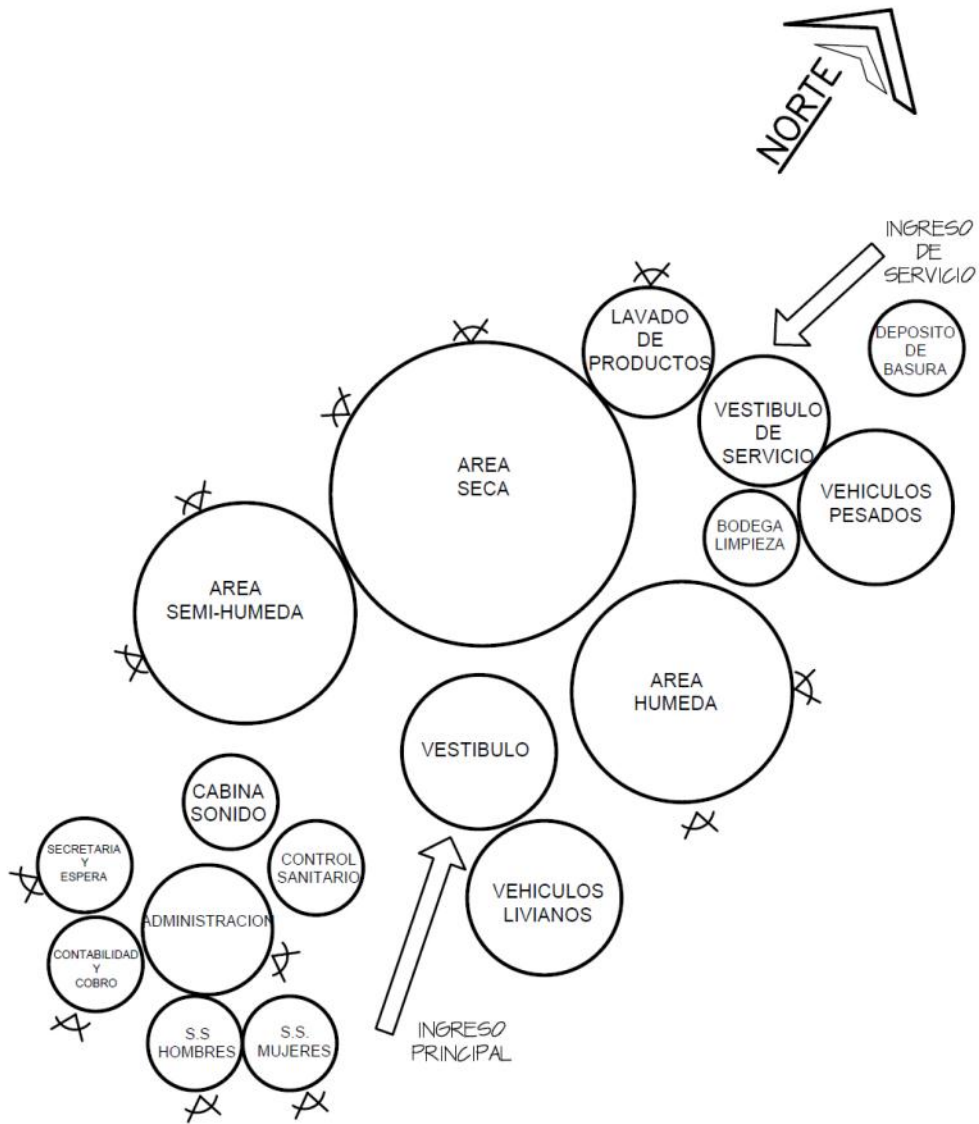 NORTE
INGRESO
DE
SERVICIO
LAVADO
DE
PRODUCTOS
DEPOSITO
DE
BASURA
VESTIBULO
DE
SERVICIO
AREA
SECA
VEHICULOS
PESADOS
BODEGA
LIMPIEZA
AREA
SEMI-HUMEDA
AREA
HUMEDA
VESTIBULO
CABINA
SONIDO
SECRETARIA
Y
ESPERA
CONTROL
SANITARIO
VEHICULOS
LIVIANOS
ADMINISTRACION
CONTABILIDAD
Y
COBRO
S.S
HOMBRES
S.S.
MUJERES
INGRESO
PRINCIPAL